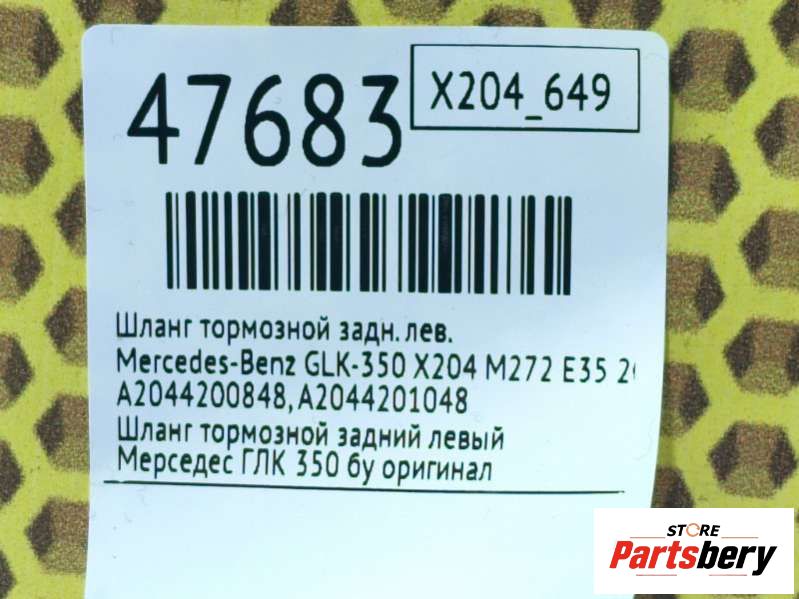 47683
X204_649
Шланг тормозной задн. лев.
Mercedes-Benz GLK-350 X204 M272 E35
A2044200848, A2044201048
Шланг тормозной задний левый
Мерседес ГЛК 350 бу оригинал
STORE
Partsbery